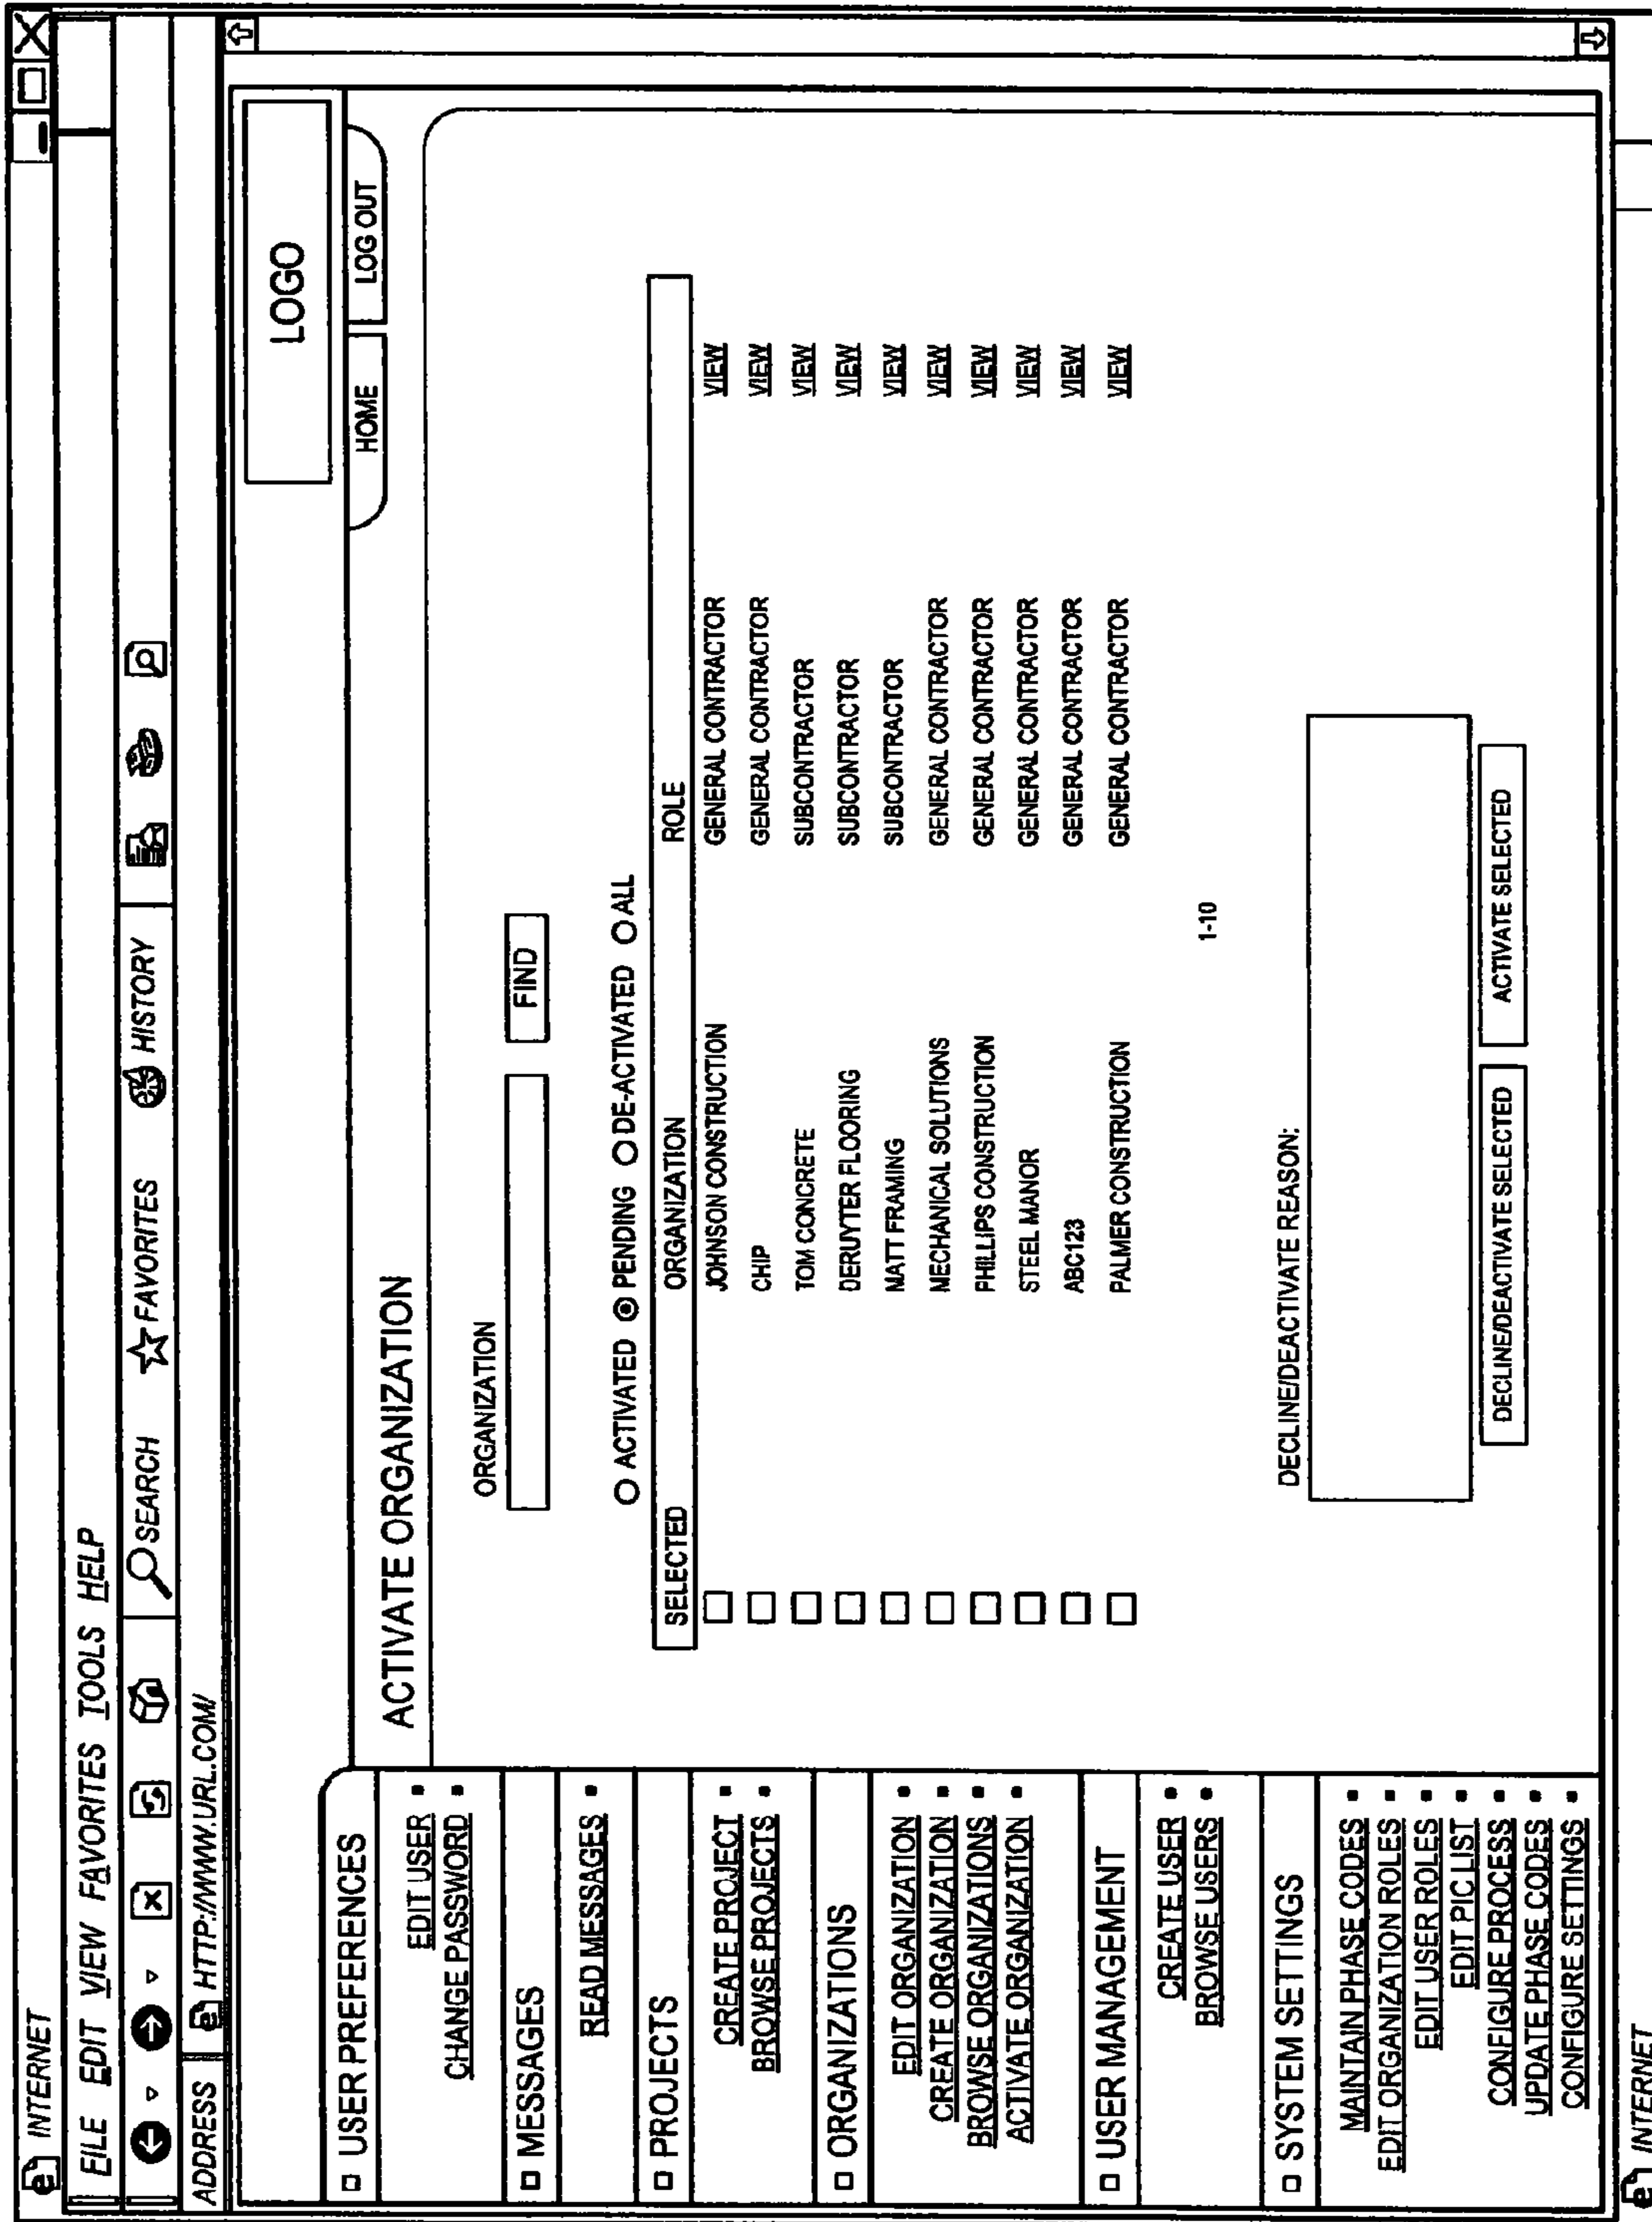 INTERNET
FILE EDIT VIEW FAVORITES TOOLS HELP
SEARCH FAVORITES HISTORY
ADDRESS HTTP://WWW.URL.COM/
LOGO
HOME LOG OUT
USER PREFERENCES
EDIT USER
CHANGE PASSWORD
MESSAGES
READ MESSAGES
PROJECTS
CREATE PROJECT
BROWSE PROJECTS
ORGANIZATIONS
EDIT ORGANIZATION
CREATE ORGANIZATION
BROWSE ORGANIZATIONS
ACTIVATE ORGANIZATION
USER MANAGEMENT
CREATE USER
BROWSE USERS
SYSTEM SETTINGS
MAINTAIN PHASE CODES
EDIT ORGANIZATION ROLES
EDIT USER ROLES
EDIT PIC LIST
CONFIGURE PROCESS
UPDATE PHASE CODES
CONFIGURE SETTINGS
ACTIVATE ORGANIZATION
ORGANIZATION
FIND
ACTIVATED PENDING DE-ACTIVATED ALL
SELECTED ORGANIZATION ROLE
JOHNSON CONSTRUCTION GENERAL CONTRACTOR VIEW
CHIP GENERAL CONTRACTOR VIEW
TOM CONCRETE SUBCONTRACTOR VIEW
DERUYTER FLOORING SUBCONTRACTOR VIEW
MATT FRAMING SUBCONTRACTOR VIEW
MECHANICAL SOLUTIONS GENERAL CONTRACTOR VIEW
PHILLIPS CONSTRUCTION GENERAL CONTRACTOR VIEW
STEEL MANOR GENERAL CONTRACTOR VIEW
ABC123 GENERAL CONTRACTOR VIEW
PALMER CONSTRUCTION GENERAL CONTRACTOR VIEW
1-10
DECLINE/DEACTIVATE REASON:
DECLINE/DEACTIVATE SELECTED ACTIVATE SELECTED
INTERNET